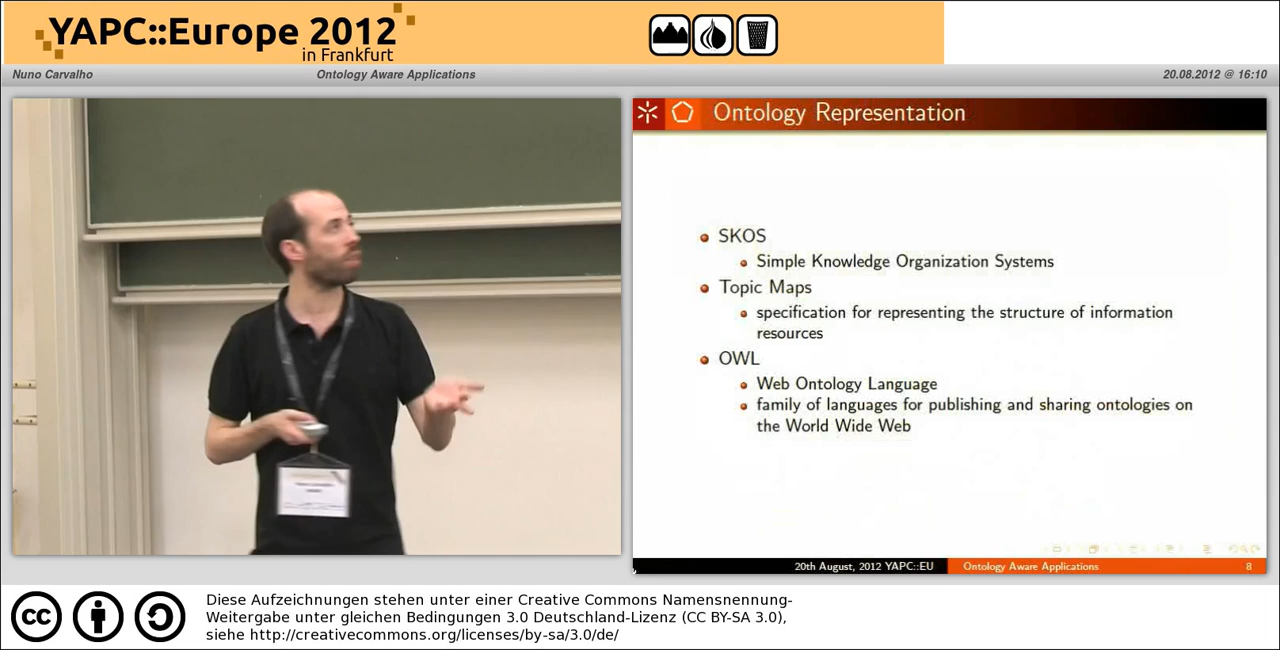 YAPC::Europe 2012
in Frankfurt
Nuno Carvalho
Ontology Aware Applications
20.08.2012 @ 16:10
Ontology Representation
SKOS
Simple Knowledge Organization Systems
Topic Maps
specification for representing the structure of information
resources
OWL
Web Ontology Language
family of languages for publishing and sharing ontologies on
the World Wide Web
20th August, 2012 YAPC::EU
Ontology Aware Applications
8
cc
Diese Aufzeichnungen stehen unter einer Creative Commons Namensnennung-
Weitergabe unter gleichen Bedingungen 3.0 Deutschland-Lizenz (CC BY-SA 3.0),
siehe http://creativecommons.org/licenses/by-sa/3.0/de/